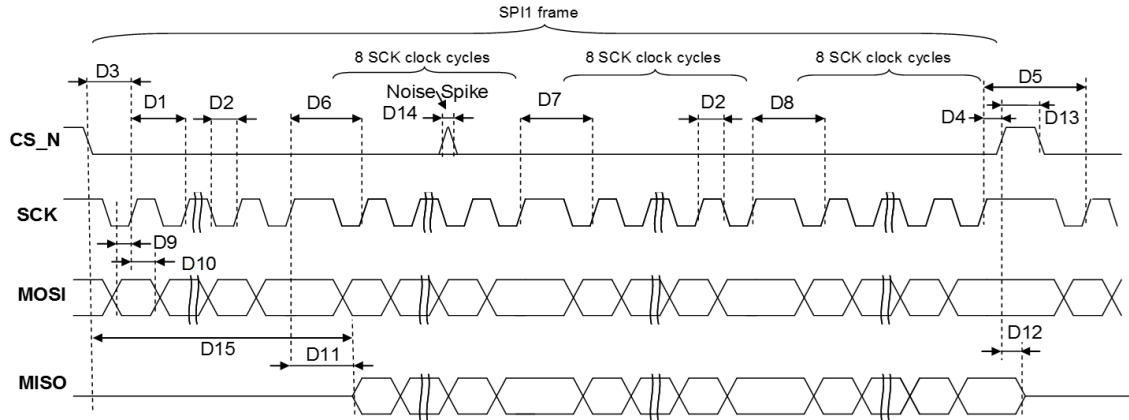 SPI1 frame
8 SCK clock cycles 8 SCK clock cycles 8 SCK clock cycles
D3 D5
D1 D2 D6 Noise Spike D7 D2 D8
D14 D4 D13
CS_N
SCK
D9
D10
MOSI
D15 D11 D12
MISO